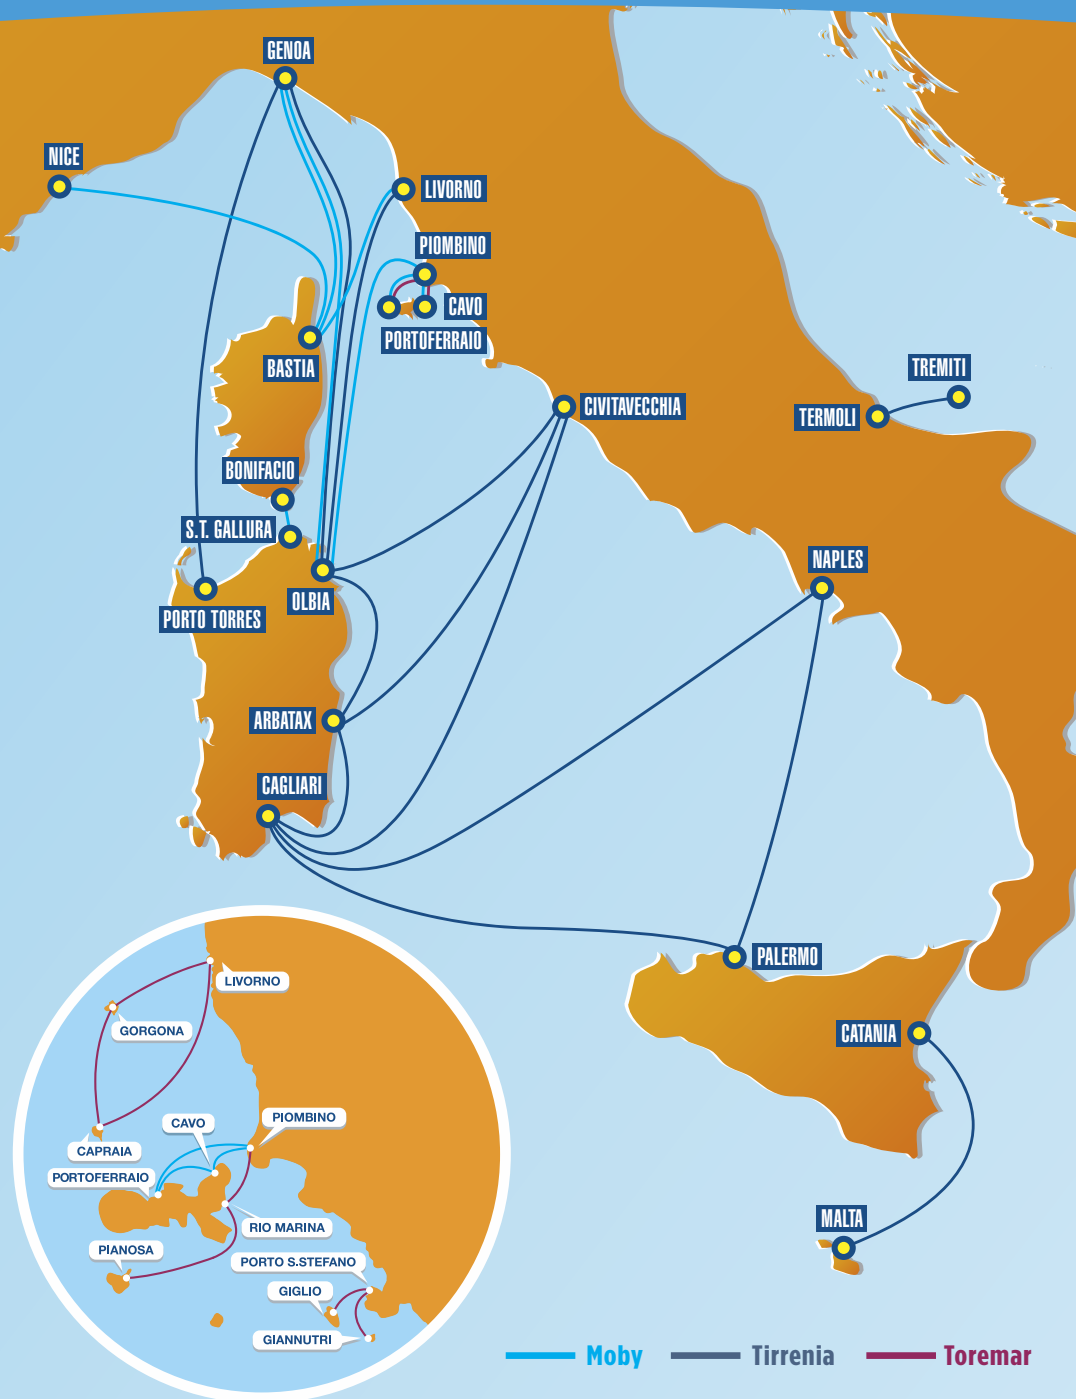 GENOA
NICE
LIVORNO
PIOMBINO
CAVO
PORTOFERRAIO
BASTIA
TREMITI
TERMOLI
CIVITAVECCHIA
BONIFACIO
S.T. GALLURA
NAPLES
OLBIA
PORTO TORRES
ARBATAX
CAGLIARI
PALERMO
CATANIA
MALTA
LIVORNO
GORGONA
CAVO
PIOMBINO
CAPRAIA
PORTOFERRAIO
RIO MARINA
PIANOSA
PORTO S.STEFANO
GIGLIO
GIANNUTRI
Moby
Tirrenia
Toremar